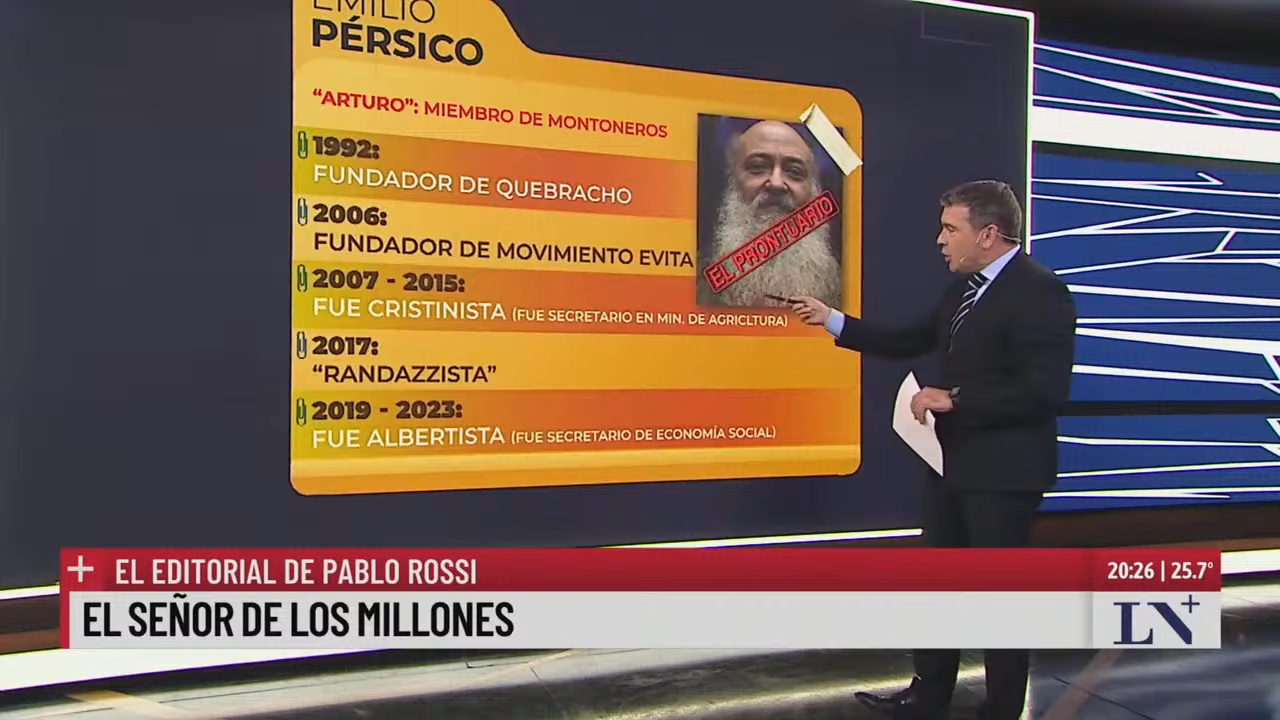 EMILIO
PÉRSICO
“ARTURO”: MIEMBRO DE MONTONEROS
1992:
FUNDADOR DE QUEBRACHO
2006:
FUNDADOR DE MOVIMIENTO EVITA
2007 - 2015:
FUE CRISTINISTA (FUE SECRETARIO EN MIN. DE AGRICLTURA)
2017:
“RANDAZZISTA”
2019 - 2023:
FUE ALBERTISTA (FUE SECRETARIO DE ECONOMÍA SOCIAL)
EL PRONTUARIO
+ EL EDITORIAL DE PABLO ROSSI
20:26 | 25.7°
EL SEÑOR DE LOS MILLONES
LN+